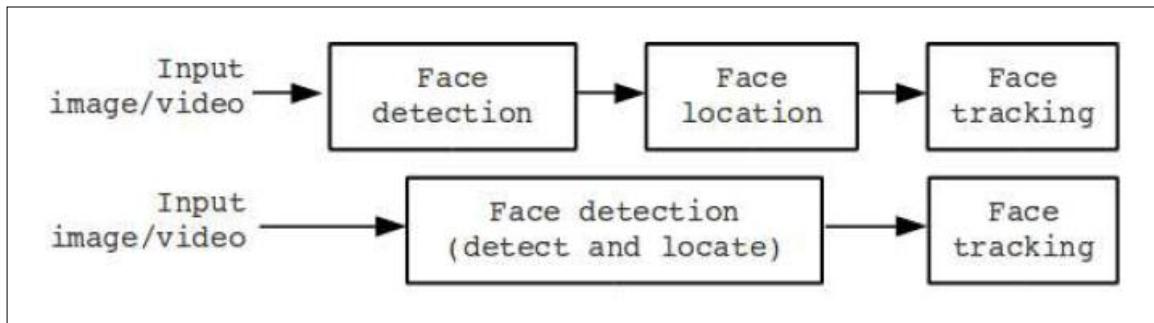 Input
image/video
Face
detection
Face
location
Face
tracking
Input
image/video
Face detection
(detect and locate)
Face
tracking